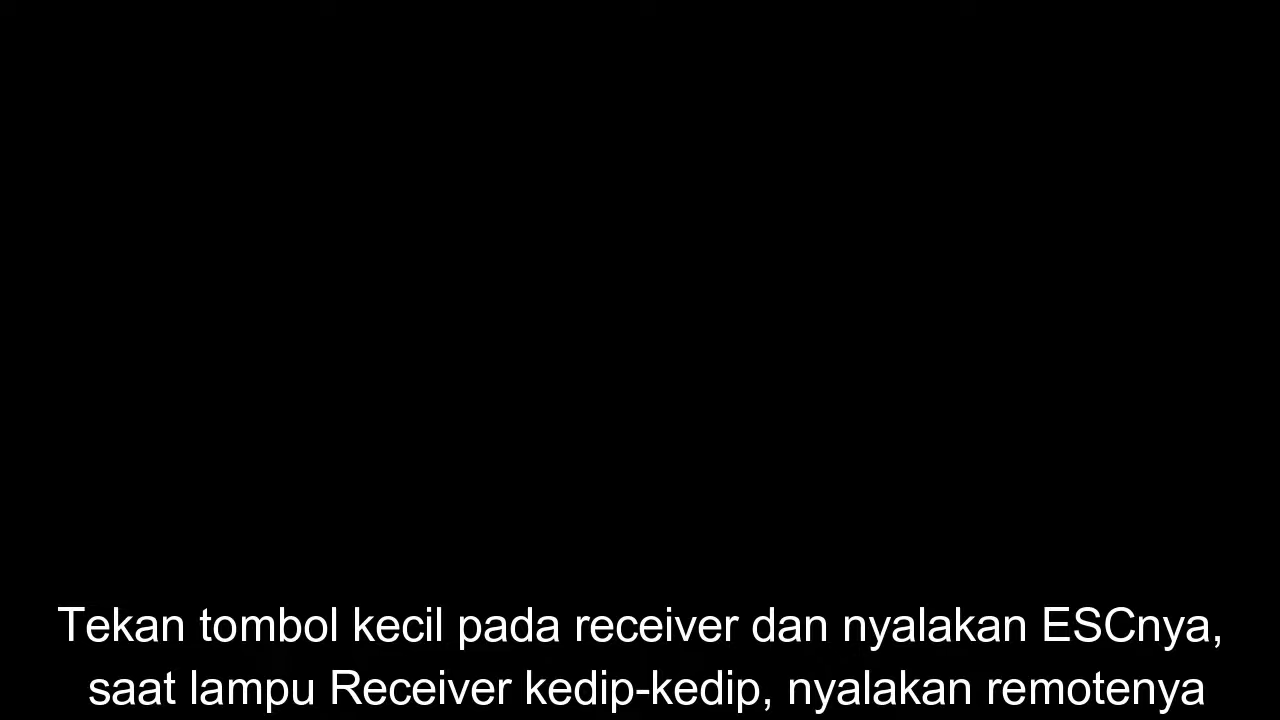 Tekan tombol kecil pada receiver dan nyalakan ESCnya,
saat lampu Receiver kedip-kedip, nyalakan remotenya